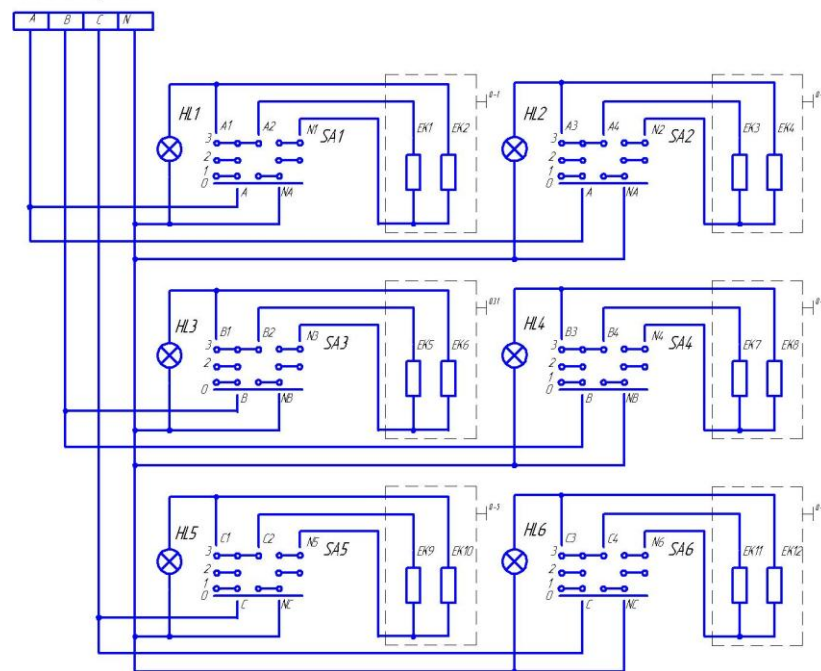 A B C N
HL1 A1 A2 N1 SA1 EK1 EK2
3
2
1
0
A NA
HL2 A3 A4 N2 SA2 EK3 EK4
3
2
1
0
A NA
HL3 B1 B2 N3 SA3 EK5 EK6
3
2
1
0
B NB
HL4 B3 B4 N4 SA4 EK7 EK8
3
2
1
0
B NB
HL5 C1 C2 N5 SA5 EK9 EK10
3
2
1
0
C NC
HL6 C3 C4 N6 SA6 EK11 EK12
3
2
1
0
C NC